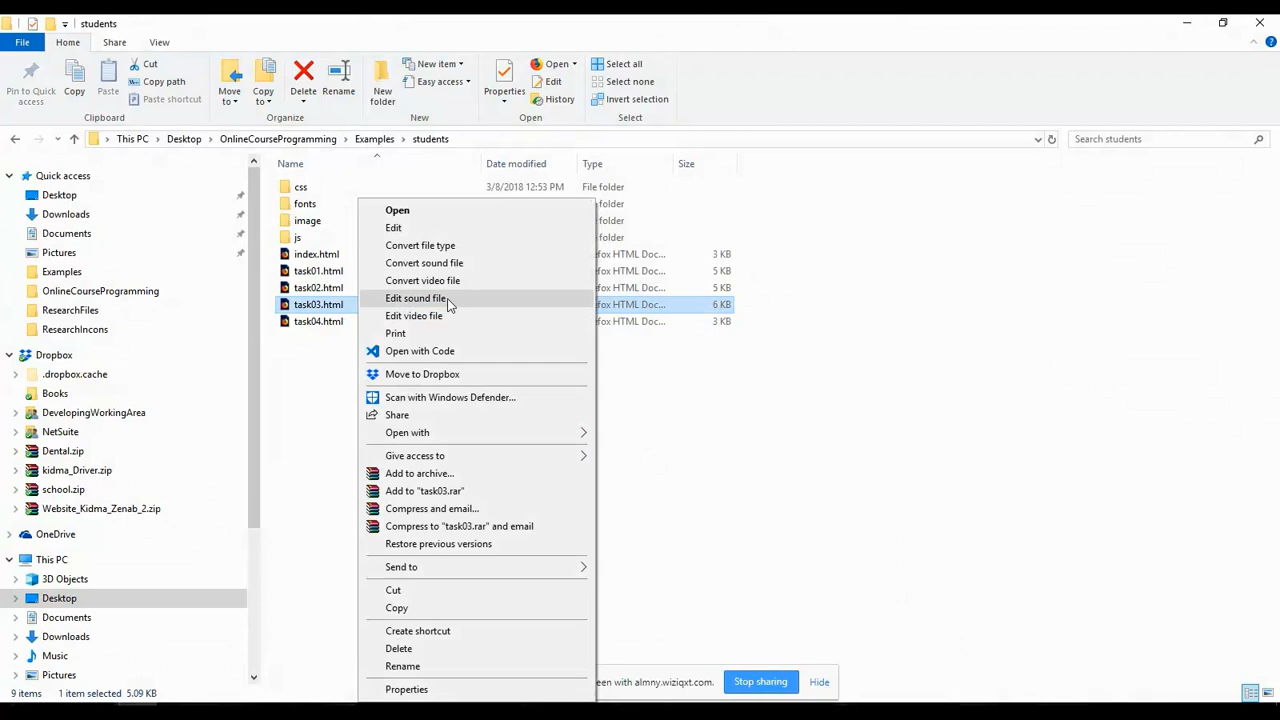 students
File Home Share View
Pin to Quick access
Copy
Paste
Cut
Copy path
Paste shortcut
Clipboard
Move to
Copy to
Delete
Rename
Organize
New folder
New item
Easy access
New
Properties
Open
Edit
History
Open
Select all
Select none
Invert selection
Select
This PC Desktop OnlineCourseProgramming Examples students
Search students
Name Date modified Type Size
Quick access
Desktop
Downloads
Documents
Pictures
Examples
OnlineCourseProgramming
ResearchFiles
ResearchIncons
Dropbox
.dropbox.cache
Books
DevelopingWorkingArea
NetSuite
Dental.zip
kidma_Driver.zip
school.zip
Website_Kidma_Zenab_2.zip
OneDrive
This PC
3D Objects
Desktop
Documents
Downloads
Music
Pictures
css 3/8/2018 12:53 PM File folder
fonts File folder
image File folder
js File folder
index.html efox HTML Doc... 3 KB
task01.html efox HTML Doc... 5 KB
task02.html efox HTML Doc... 5 KB
task03.html efox HTML Doc... 6 KB
task04.html efox HTML Doc... 3 KB
Open
Edit
Convert file type
Convert sound file
Convert video file
Edit sound file
Edit video file
Print
Open with Code
Move to Dropbox
Scan with Windows Defender...
Share
Open with
Give access to
Add to archive...
Add to "task03.rar"
Compress and email...
Compress to "task03.rar" and email
Restore previous versions
Send to
Cut
Copy
Create shortcut
Delete
Rename
Properties
een with almny.wiziqxt.com.
Stop sharing
Hide
9 items 1 item selected 5.09 KB